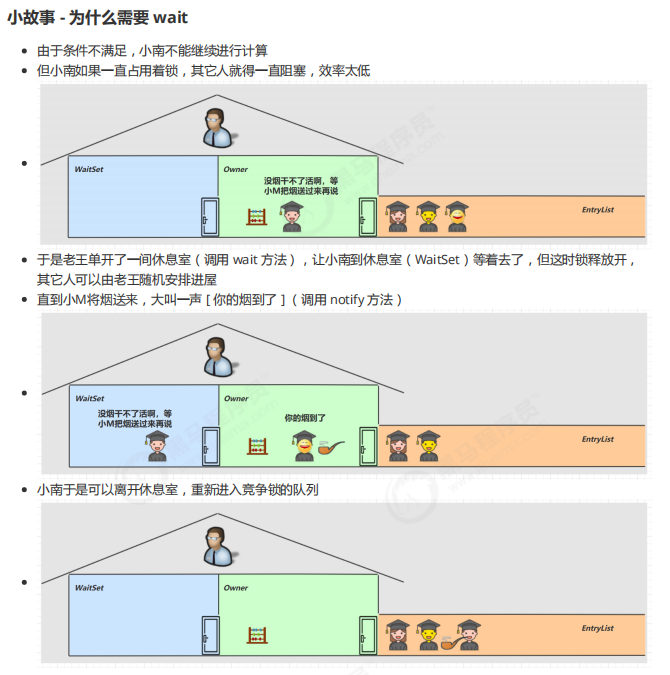 小故事 - 为什么需要 wait
由于条件不满足，小南不能继续进行计算
但小南如果一直占用着锁，其它人就得一直阻塞，效率太低
WaitSet
Owner
没烟干不了活啊，等
小M把烟送过来再说
EntryList
于是老王单开了一间休息室（调用 wait 方法），让小南到休息室（WaitSet）等着去了，但这时锁释放开，
其它人可以由老王随机安排进屋
直到小M将烟送来，大叫一声 [ 你的烟到了 ]（调用 notify 方法）
WaitSet
没烟干不了活啊，等
小M把烟送过来再说
Owner
你的烟到了
EntryList
小南于是可以离开休息室，重新进入竞争锁的队列
WaitSet
Owner
EntryList